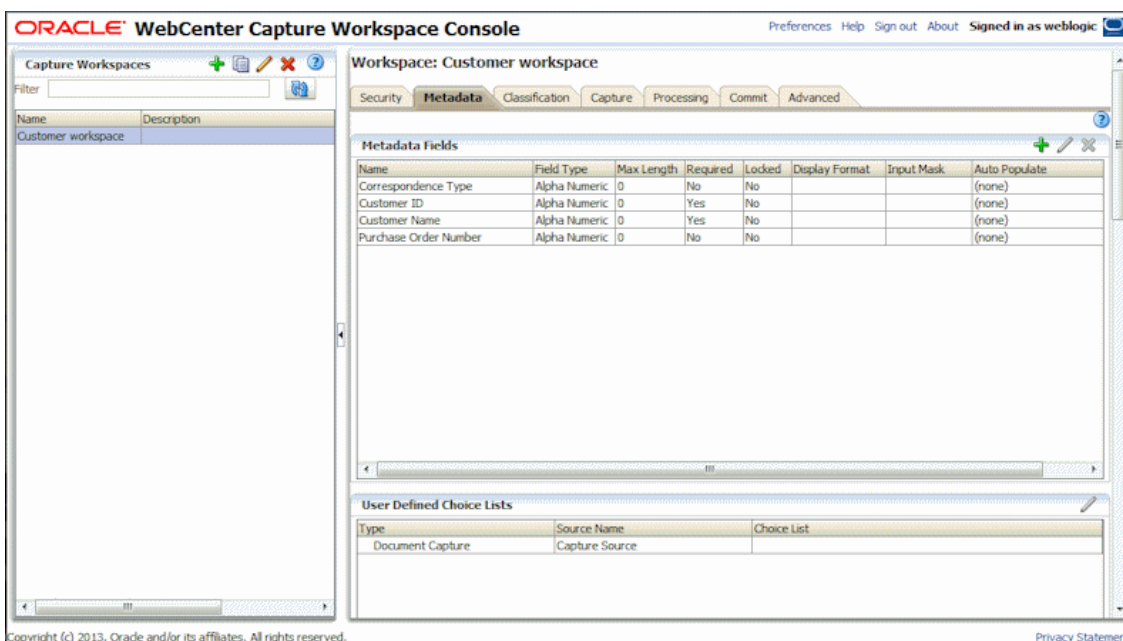 ORACLE WebCenter Capture Workspace Console
Preferences Help Sign out About Signed in as weblogic
Capture Workspaces
Filter
Name Description
Customer workspace
Workspace: Customer workspace
Security Metadata Classification Capture Processing Commit Advanced
Metadata Fields
Name Field Type Max Length Required Locked Display Format Input Mask Auto Populate
Correspondence Type Alpha Numeric 0 No No (none)
Customer ID Alpha Numeric 0 Yes No (none)
Customer Name Alpha Numeric 0 Yes No (none)
Purchase Order Number Alpha Numeric 0 No No (none)
User Defined Choice Lists
Type Source Name Choice List
Document Capture Capture Source
Copyright (c) 2013, Oracle and/or its affiliates. All rights reserved.
Privacy Statemen